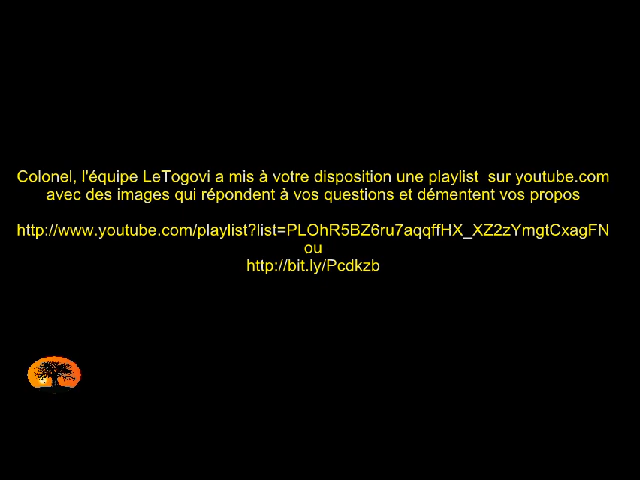 Colonel, l'équipe LeTogovi a mis à votre disposition une playlist  sur youtube.com
avec des images qui répondent à vos questions et démentent vos propos
http://www.youtube.com/playlist?list=PLOhR5BZ6ru7aqqffHX_XZ2zYmgtCxagFN
ou
http://bit.ly/Pcdkzb